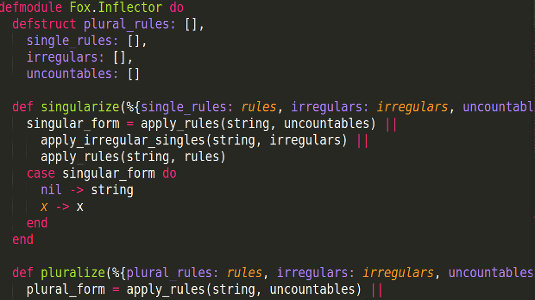 defmodule Fox.Inflector do
  defstruct plural_rules: [],
    single_rules: [],
    irregulars: [],
    uncountables: []

  def singularize(%{single_rules: rules, irregulars: irregulars, uncountabl
    singular_form = apply_rules(string, uncountables) ||
      apply_irregular_singles(string, irregulars) ||
      apply_rules(string, rules)
    case singular_form do
      nil -> string
      x -> x
    end
  end

  def pluralize(%{plural_rules: rules, irregulars: irregulars, uncountables
    plural_form = apply_rules(string, uncountables) ||